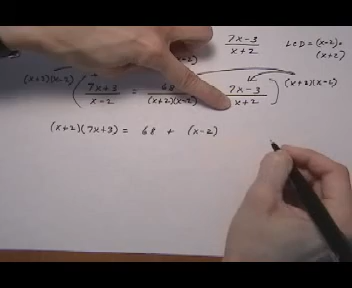 7x-3
x+2
LCD = (x-2)•
(x+2)
(x+2)(x-2) ( 7x+3 / x-2 = 68 / (x+2)(x-2) 7x-3 / x+2 ) (x+2)(x-2)
(x+2)(7x+3) = 68 + (x-2)